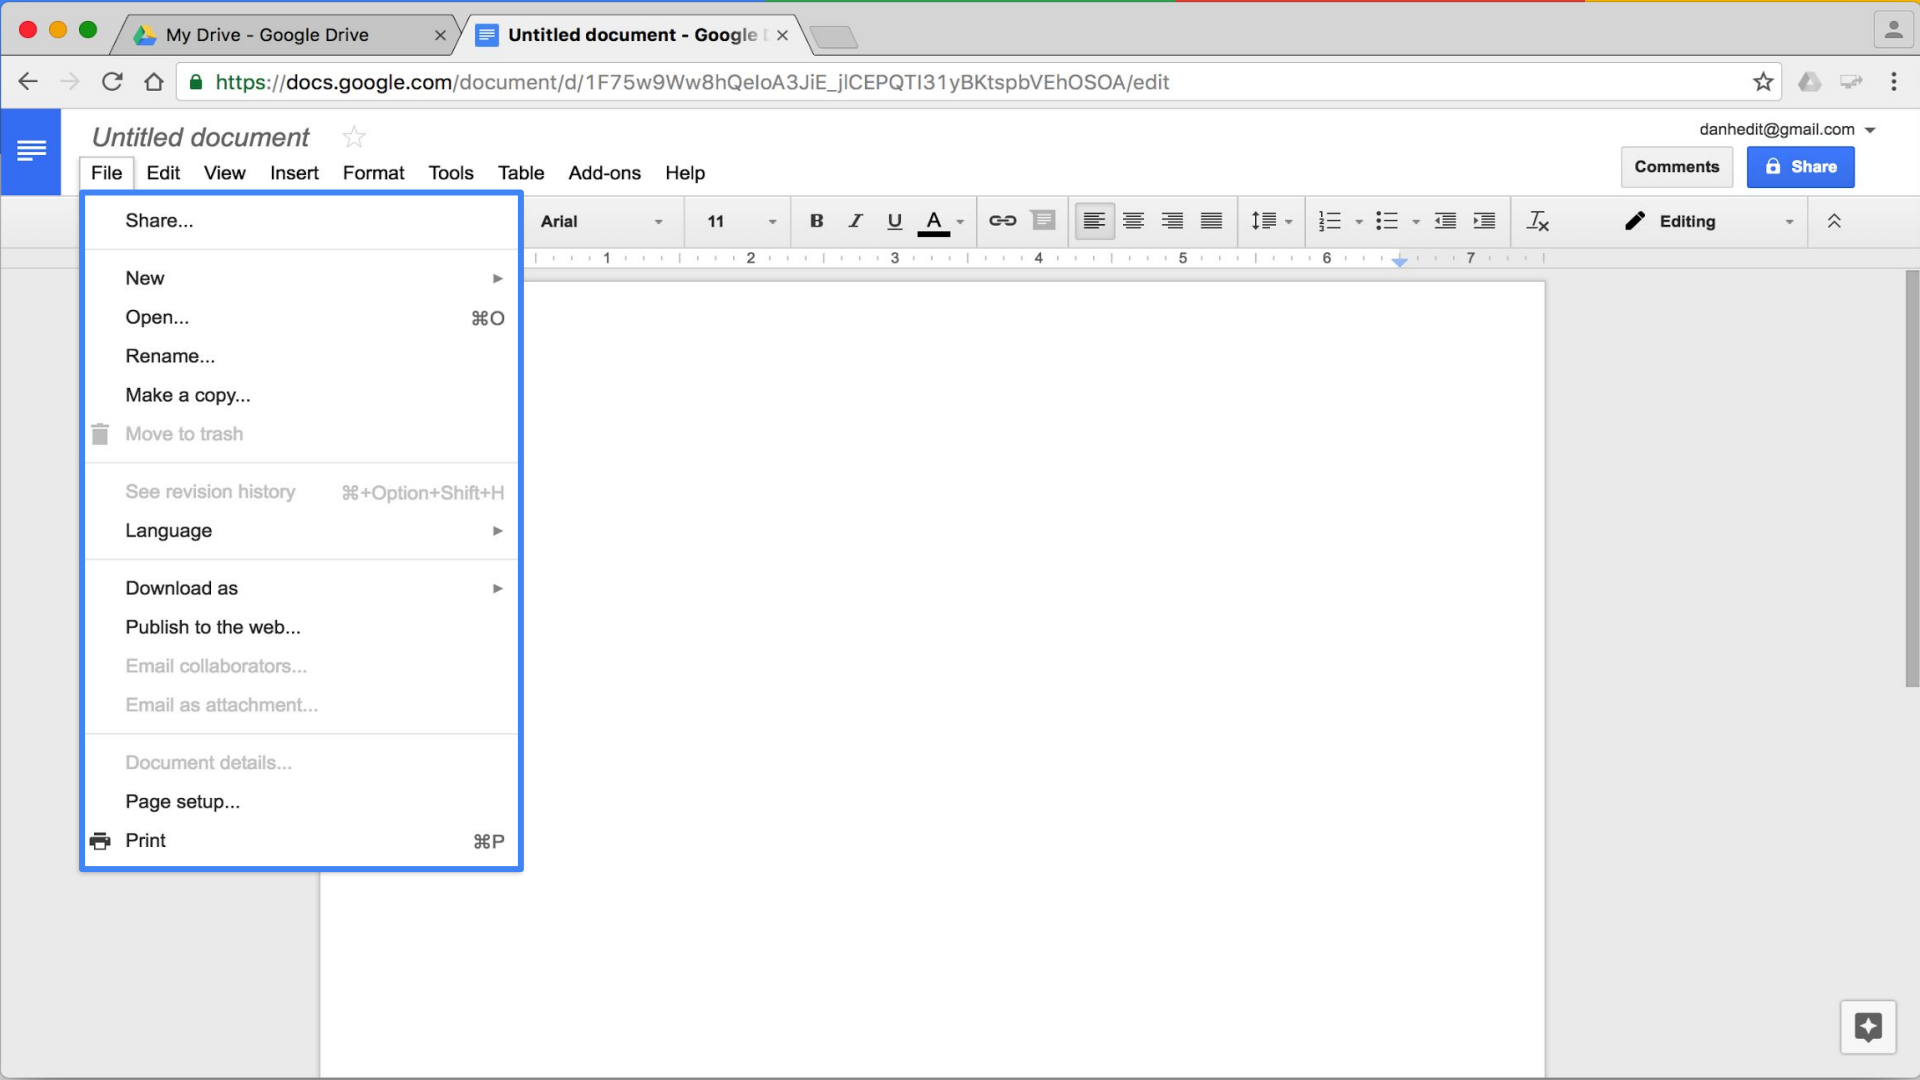 My Drive - Google Drive
Untitled document - Google
https://docs.google.com/document/d/1F75w9Ww8hQeIoA3JiE_jlCEPQTI31yBKtspbVEhOSOA/edit
Untitled document
danhedit@gmail.com
File Edit View Insert Format Tools Table Add-ons Help
Comments Share
Arial 11 B I U A Editing
1 2 3 4 5 6 7
Share...
New
Open... ⌘O
Rename...
Make a copy...
Move to trash
See revision history ⌘+Option+Shift+H
Language
Download as
Publish to the web...
Email collaborators...
Email as attachment...
Document details...
Page setup...
Print ⌘P